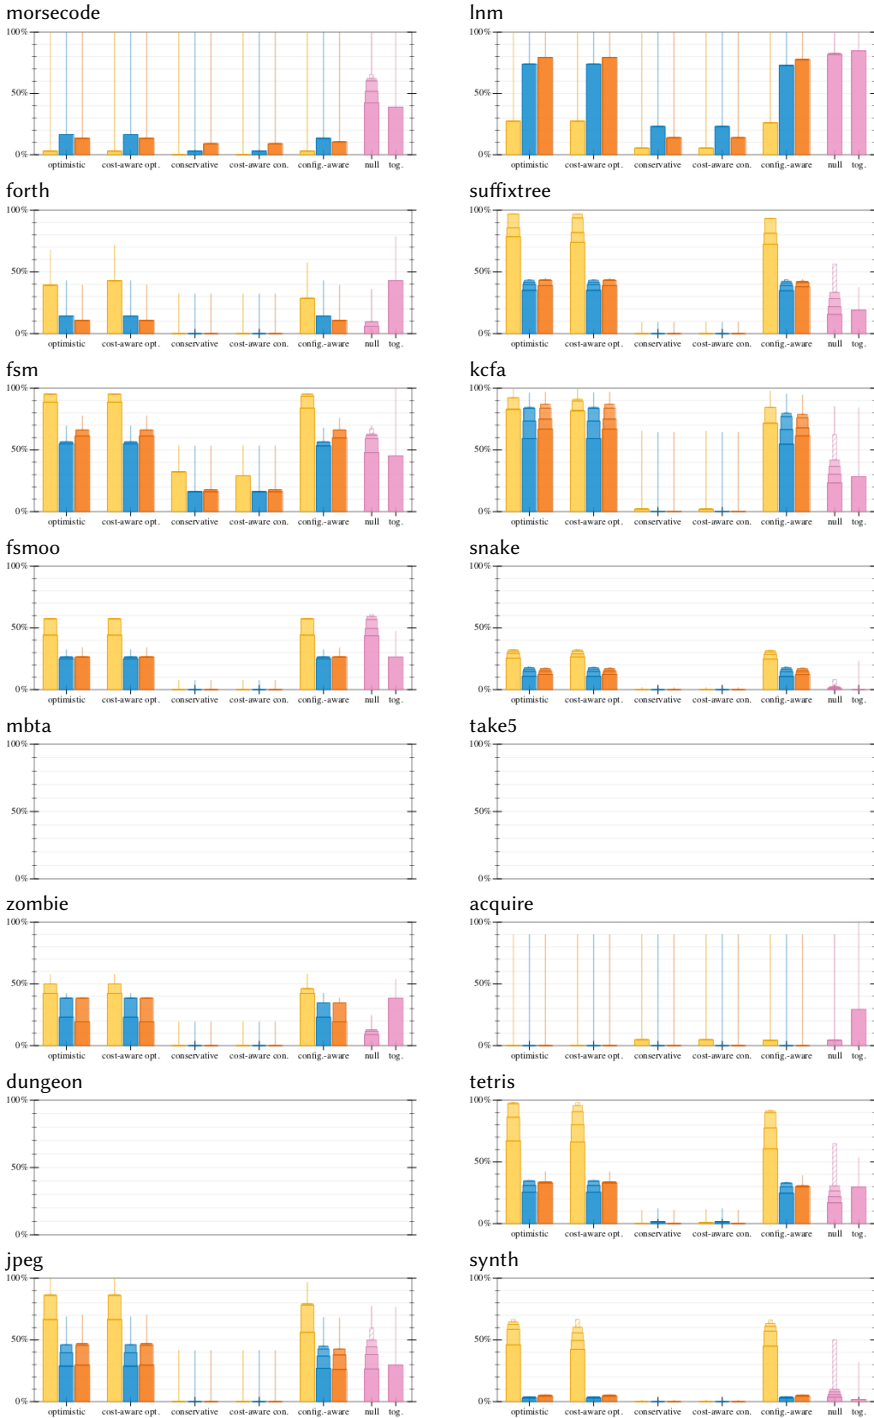 morsecode
lnm
100%
50%
0%
optimistic cost-aware opt. conservative cost-aware con. config.-aware null tog.
100%
50%
0%
optimistic cost-aware opt. conservative cost-aware con. config.-aware null tog.
forth
suffixtree
100%
50%
0%
optimistic cost-aware opt. conservative cost-aware con. config.-aware null tog.
100%
50%
0%
optimistic cost-aware opt. conservative cost-aware con. config.-aware null tog.
fsm
kcfa
100%
50%
0%
optimistic cost-aware opt. conservative cost-aware con. config.-aware null tog.
100%
50%
0%
optimistic cost-aware opt. conservative cost-aware con. config.-aware null tog.
fsmoo
snake
100%
50%
0%
optimistic cost-aware opt. conservative cost-aware con. config.-aware null tog.
100%
50%
0%
optimistic cost-aware opt. conservative cost-aware con. config.-aware null tog.
mbta
take5
100%
50%
0%
100%
50%
0%
zombie
acquire
100%
50%
0%
optimistic cost-aware opt. conservative cost-aware con. config.-aware null tog.
100%
50%
0%
optimistic cost-aware opt. conservative cost-aware con. config.-aware null tog.
dungeon
tetris
100%
50%
0%
100%
50%
0%
optimistic cost-aware opt. conservative cost-aware con. config.-aware null tog.
jpeg
synth
100%
50%
0%
optimistic cost-aware opt. conservative cost-aware con. config.-aware null tog.
100%
50%
0%
optimistic cost-aware opt. conservative cost-aware con. config.-aware null tog.